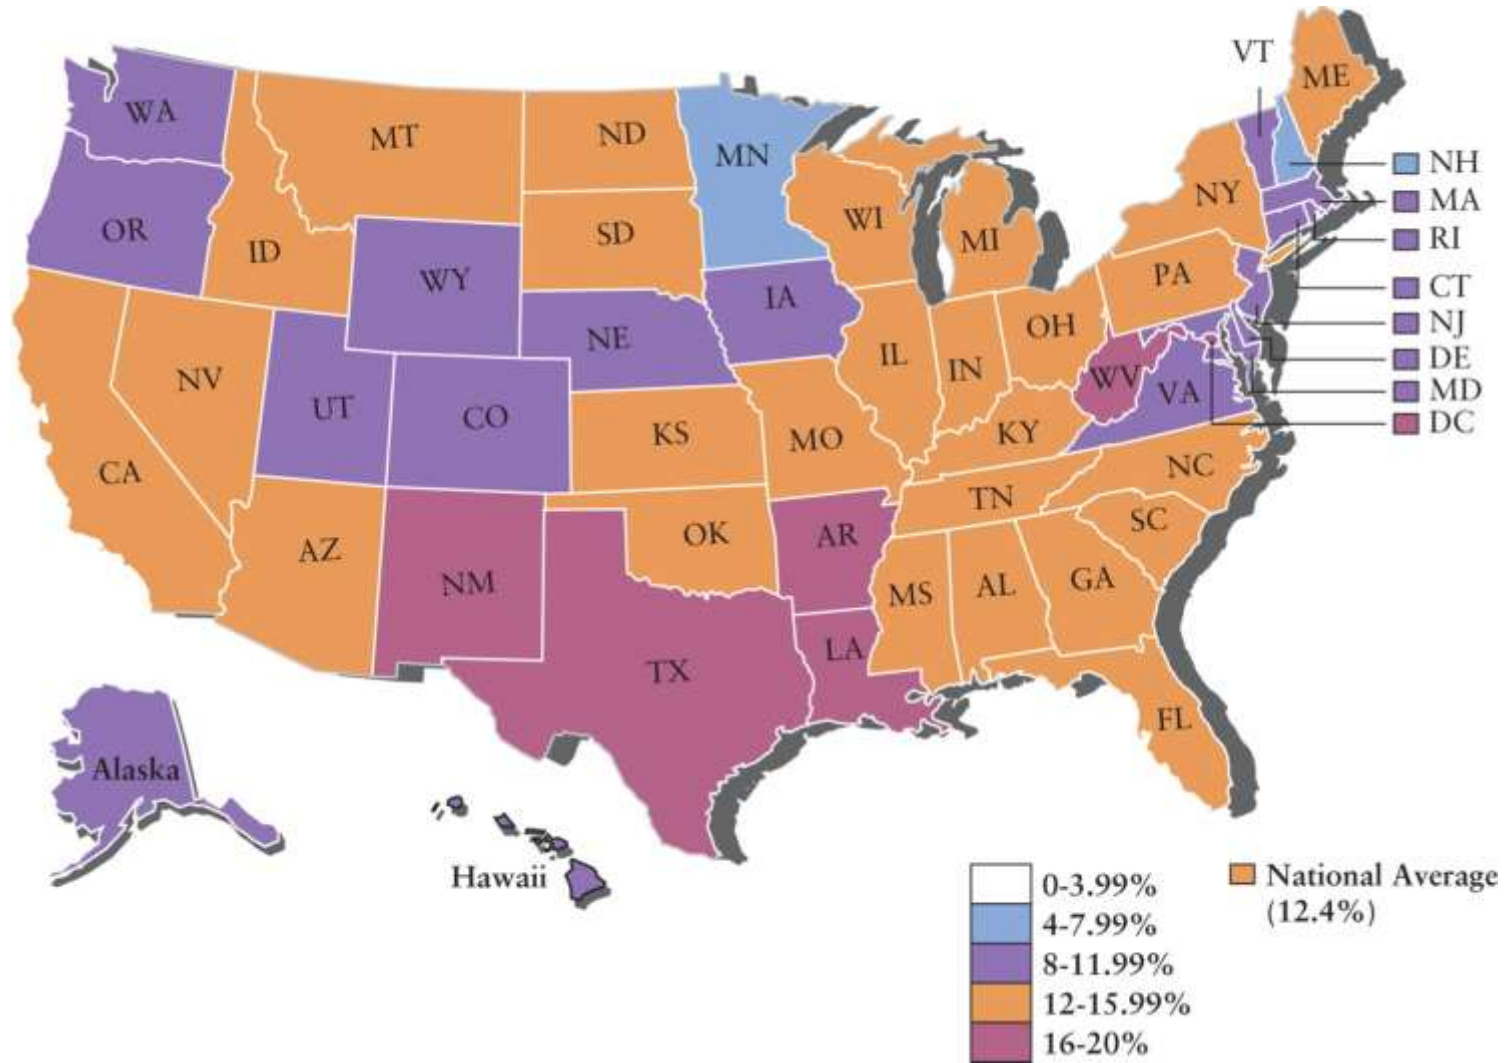 VT
ME
WA
MT
ND
MN
NH
MA
RI
CT
NJ
DE
MD
DC
OR
ID
SD
WI
MI
NY
WY
IA
PA
NE
IL
IN
OH
NV
UT
CO
KS
MO
KY
WV
VA
CA
AZ
NM
OK
AR
TN
NC
SC
MS
AL
GA
TX
LA
FL
Alaska
Hawaii
0-3.99%
4-7.99%
8-11.99%
12-15.99%
16-20%
National Average
(12.4%)